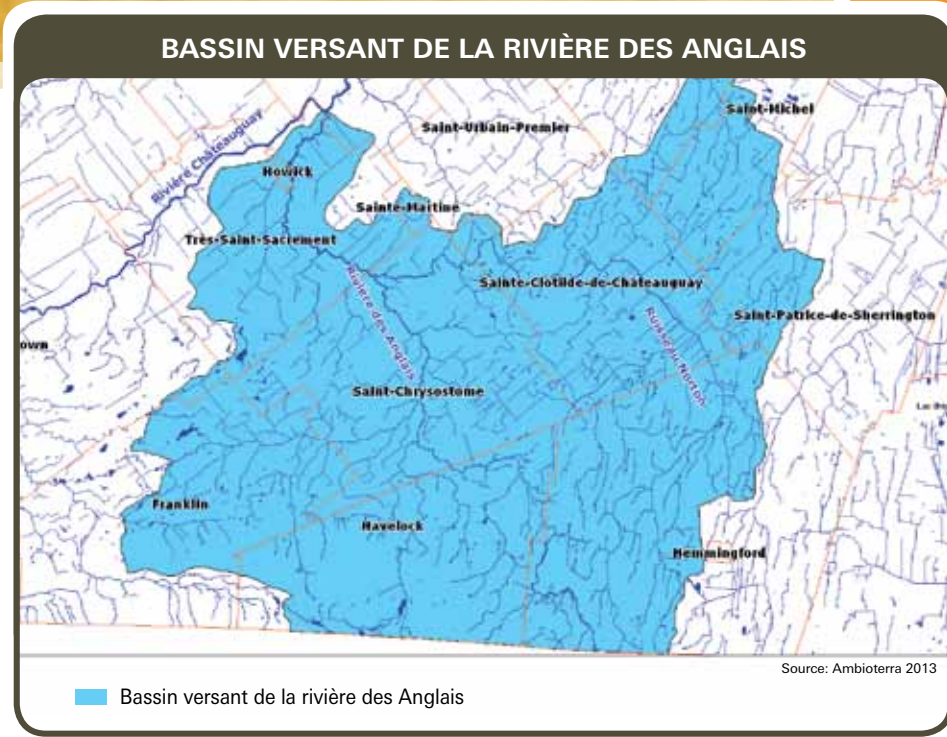 BASSIN VERSANT DE LA RIVIÈRE DES ANGLAIS
Saint-Michel
Saint-Urbain-Premier
Rivière Châteauguay
Howick
Sainte-Martine
Très-Saint-Sacrement
Sainte-Clotilde-de-Châteauguay
Rivière des Anglais
Ruisseau Norton
Saint-Patrice-de-Sherrington
own
Saint-Chrysostome
Franklin
Havelock
Hemmingford
Source: Ambioterra 2013
Bassin versant de la rivière des Anglais